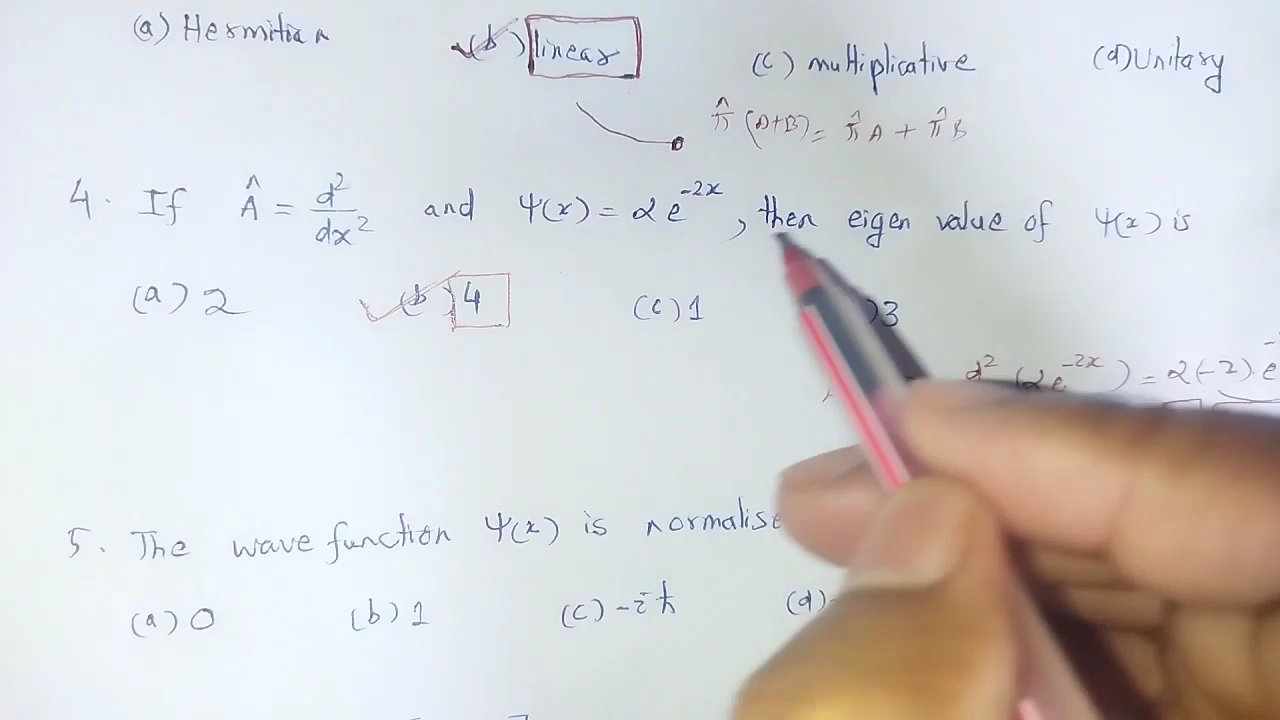 (a) Hermitian (b) linear (c) multiplicative (d) Unitary
π̂ (A+B) = π̂ A + π̂ B
4. If Â = d²/dx² and Ψ(x) = αe⁻²ˣ, then eigen value of Ψ(x) is
(a) 2 (b) 4 (c) 1 ) 3
d² (αe⁻²ˣ) = α(-2).e⁻
5. The wave function Ψ(x) is normalise
(a) 0 (b) 1 (c) -iħ (d)